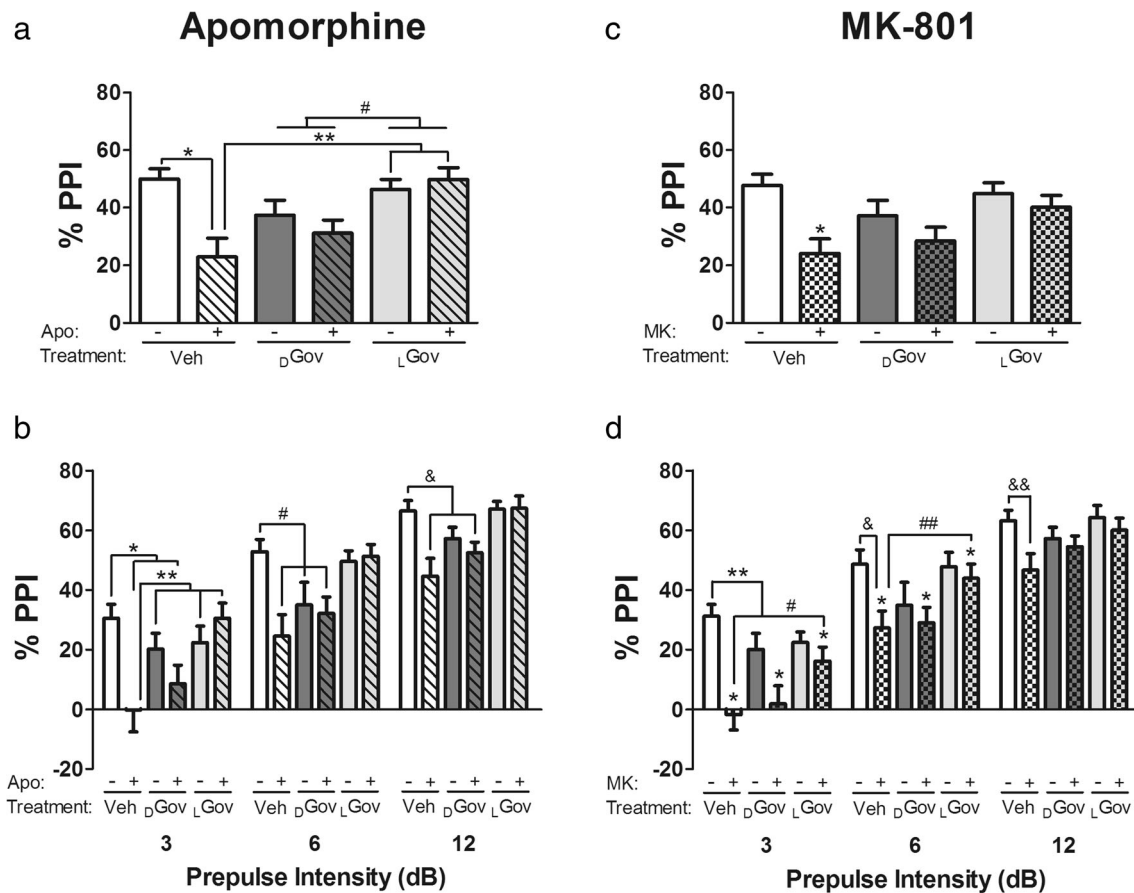 a Apomorphine
80
60
40
20
0
% PPI
* ** #
Apo: - + - + - +
Treatment: Veh DGov LGov
c MK-801
80
60
40
20
0
% PPI
*
MK: - + - + - +
Treatment: Veh DGov LGov
b
80
60
40
20
0
-20
% PPI
* ** # &
Apo: - + - + - + - + - + - + - + - + - +
Treatment: Veh DGov LGov Veh DGov LGov Veh DGov LGov
3 6 12
Prepulse Intensity (dB)
d
80
60
40
20
0
-20
% PPI
** # * * * & ## * * * &&
MK: - + - + - + - + - + - + - + - + - +
Treatment: Veh DGov LGov Veh DGov LGov Veh DGov LGov
3 6 12
Prepulse Intensity (dB)